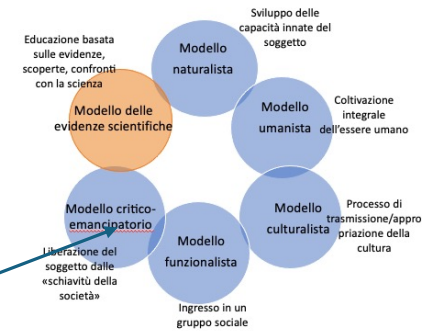 Sviluppo delle
capacità innate del
soggetto
Educazione basata
sulle evidenze,
scoperte, confronti
con la scienza
Modello
naturalista
Modello delle
evidenze scientifiche
Modello
umanista
Coltivazione
integrale
dell'essere umano
Modello critico-
emancipatorio
Liberazione del
soggetto dalle
«schiavitù della
società»
Modello
funzionalista
Ingresso in un
gruppo sociale
Modello
culturalista
Processo di
trasmissione/appro
priazione della
cultura